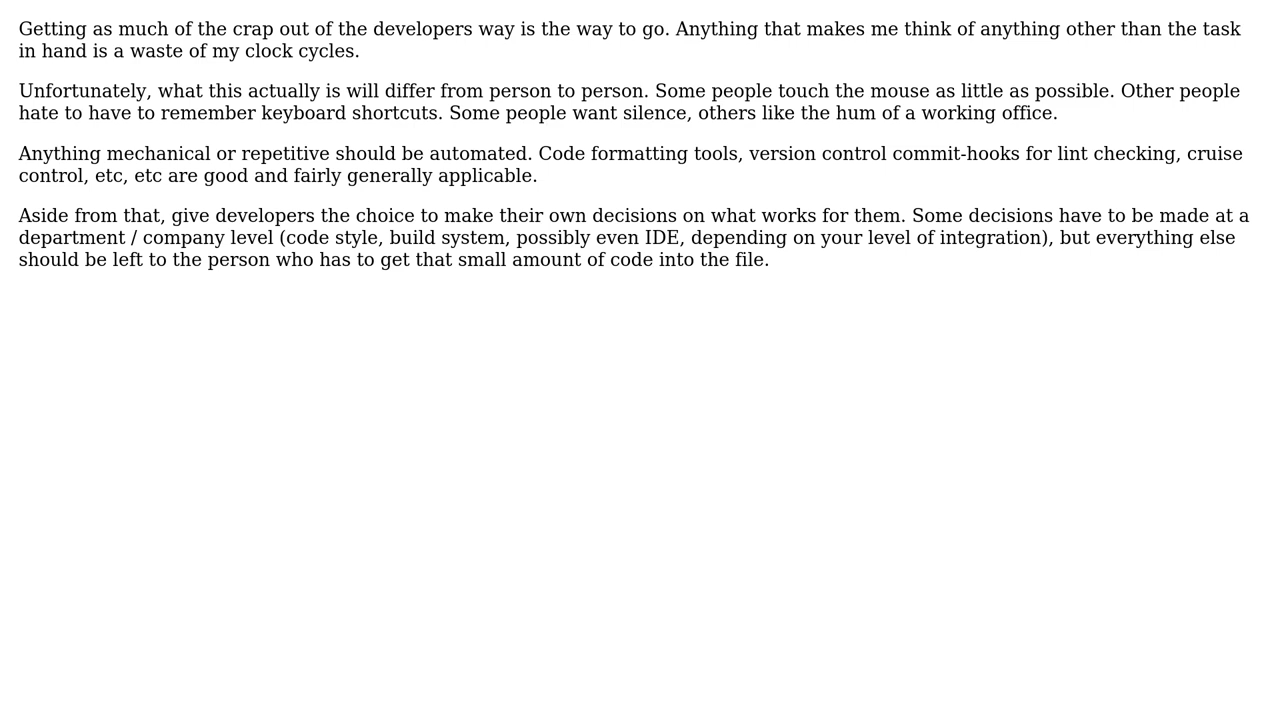 Getting as much of the crap out of the developers way is the way to go. Anything that makes me think of anything other than the task
in hand is a waste of my clock cycles.
Unfortunately, what this actually is will differ from person to person. Some people touch the mouse as little as possible. Other people
hate to have to remember keyboard shortcuts. Some people want silence, others like the hum of a working office.
Anything mechanical or repetitive should be automated. Code formatting tools, version control commit-hooks for lint checking, cruise
control, etc, etc are good and fairly generally applicable.
Aside from that, give developers the choice to make their own decisions on what works for them. Some decisions have to be made at a
department / company level (code style, build system, possibly even IDE, depending on your level of integration), but everything else
should be left to the person who has to get that small amount of code into the file.